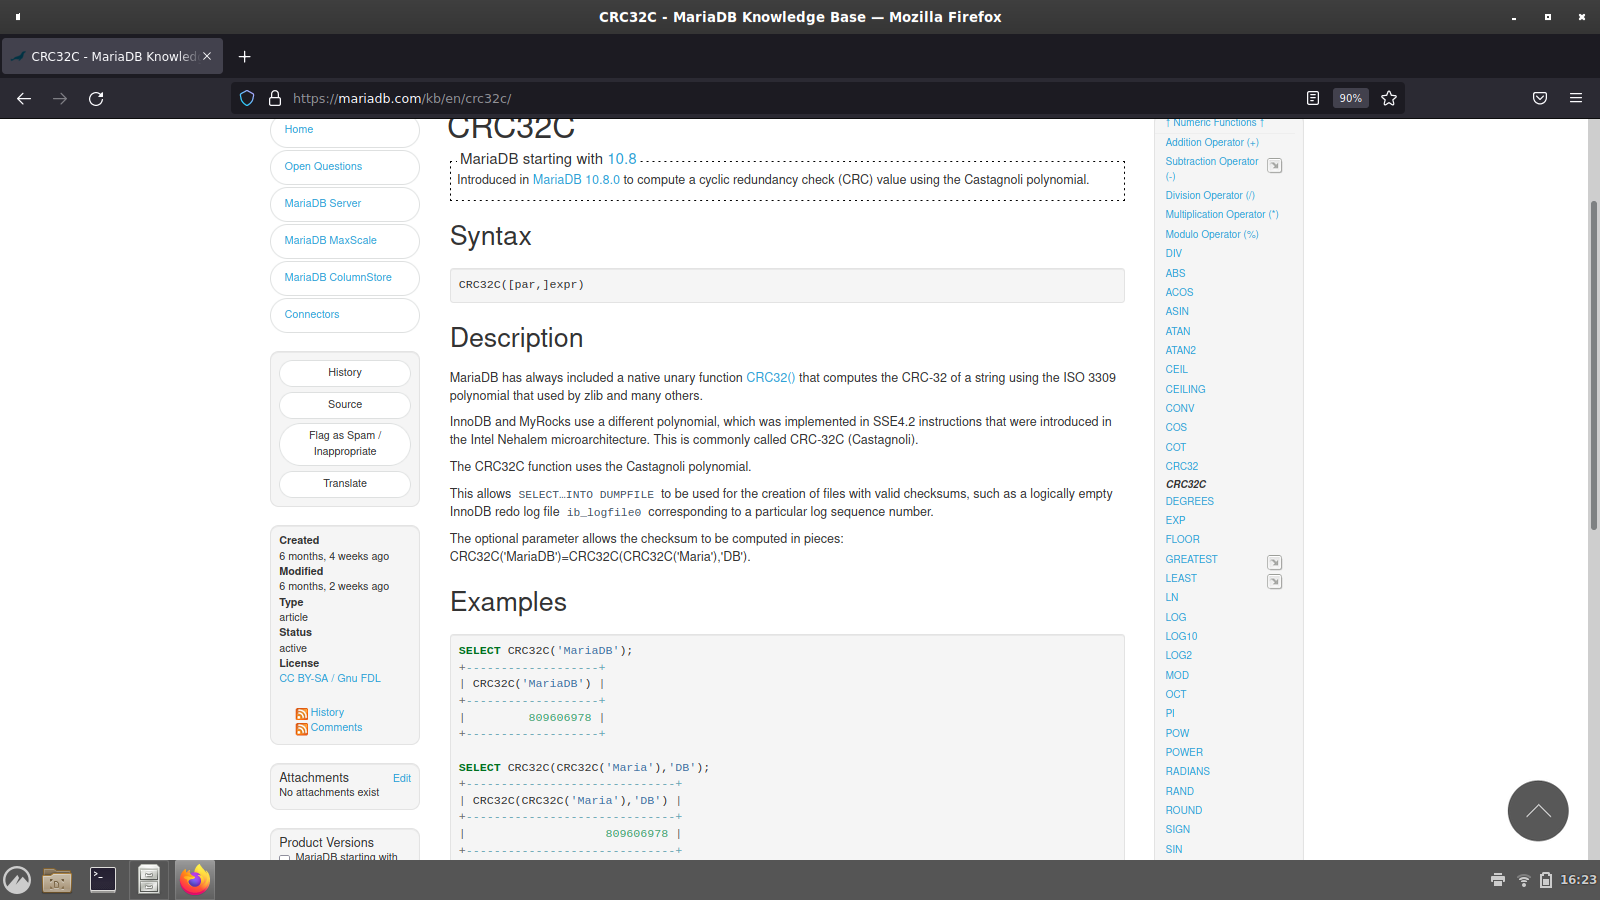 CRC32C - MariaDB Knowledge Base — Mozilla Firefox
CRC32C - MariaDB Knowled
https://mariadb.com/kb/en/crc32c/
90%
Home
Open Questions
MariaDB Server
MariaDB MaxScale
MariaDB ColumnStore
Connectors
History
Source
Flag as Spam /
Inappropriate
Translate
Created
6 months, 4 weeks ago
Modified
6 months, 2 weeks ago
Type
article
Status
active
License
CC BY-SA / Gnu FDL
History
Comments
Attachments Edit
No attachments exist
Product Versions
MariaDB starting with
CRC32C
MariaDB starting with 10.8
Introduced in MariaDB 10.8.0 to compute a cyclic redundancy check (CRC) value using the Castagnoli polynomial.
Syntax
CRC32C([par,]expr)
Description
MariaDB has always included a native unary function CRC32() that computes the CRC-32 of a string using the ISO 3309
polynomial that used by zlib and many others.
InnoDB and MyRocks use a different polynomial, which was implemented in SSE4.2 instructions that were introduced in
the Intel Nehalem microarchitecture. This is commonly called CRC-32C (Castagnoli).
The CRC32C function uses the Castagnoli polynomial.
This allows SELECT…INTO DUMPFILE to be used for the creation of files with valid checksums, such as a logically empty
InnoDB redo log file ib_logfile0 corresponding to a particular log sequence number.
The optional parameter allows the checksum to be computed in pieces:
CRC32C('MariaDB')=CRC32C(CRC32C('Maria'),'DB').
Examples
SELECT CRC32C('MariaDB');
+-------------------+
| CRC32C('MariaDB') |
+-------------------+
|         809606978 |
+-------------------+
SELECT CRC32C(CRC32C('Maria'),'DB');
+------------------------------+
| CRC32C(CRC32C('Maria'),'DB') |
+------------------------------+
|                    809606978 |
+------------------------------+
↑ Numeric Functions ↑
Addition Operator (+)
Subtraction Operator
(-)
Division Operator (/)
Multiplication Operator (*)
Modulo Operator (%)
DIV
ABS
ACOS
ASIN
ATAN
ATAN2
CEIL
CEILING
CONV
COS
COT
CRC32
CRC32C
DEGREES
EXP
FLOOR
GREATEST
LEAST
LN
LOG
LOG10
LOG2
MOD
OCT
PI
POW
POWER
RADIANS
RAND
ROUND
SIGN
SIN
16:23